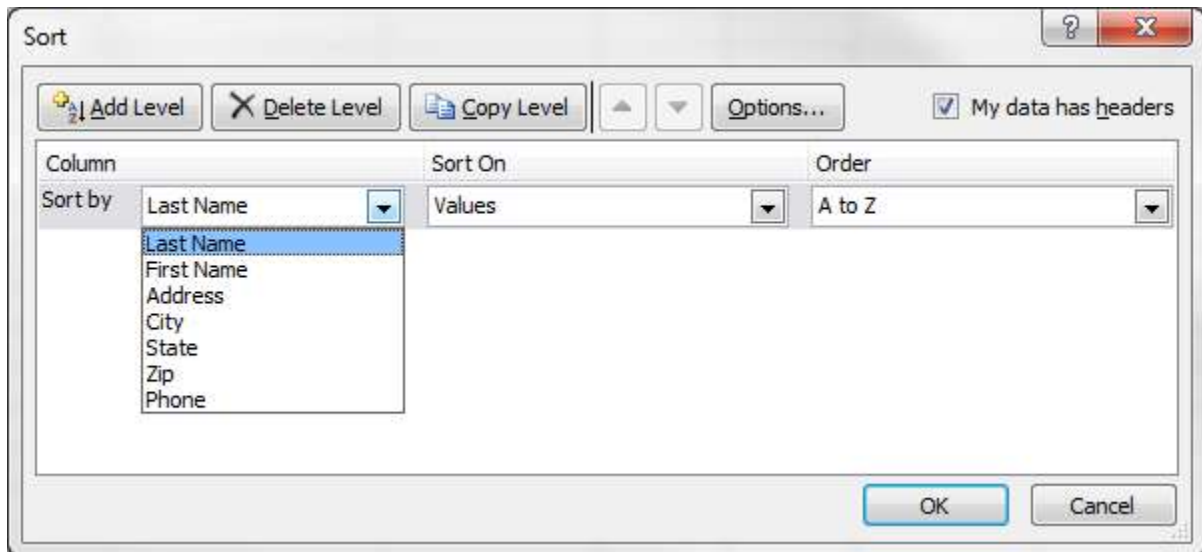 Sort
Add Level Delete Level Copy Level Options... My data has headers
Column Sort On Order
Sort by Last Name Values A to Z
Last Name
First Name
Address
City
State
Zip
Phone
OK Cancel